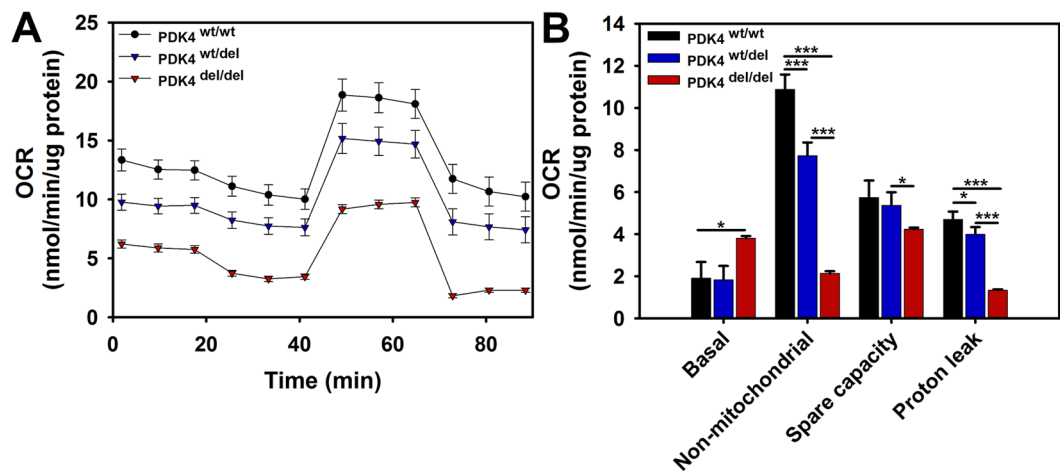 A
PDK4 wt/wt
PDK4 wt/del
PDK4 del/del
OCR
(nmol/min/ug protein)
25
20
15
10
5
0
0 20 40 60 80
Time (min)
B
PDK4 wt/wt
PDK4 wt/del
PDK4 del/del
OCR
(nmol/min/ug protein)
14
12
10
8
6
4
2
0
*
***
***
***
*
***
*
***
Basal
Non-mitochondrial
Spare capacity
Proton leak